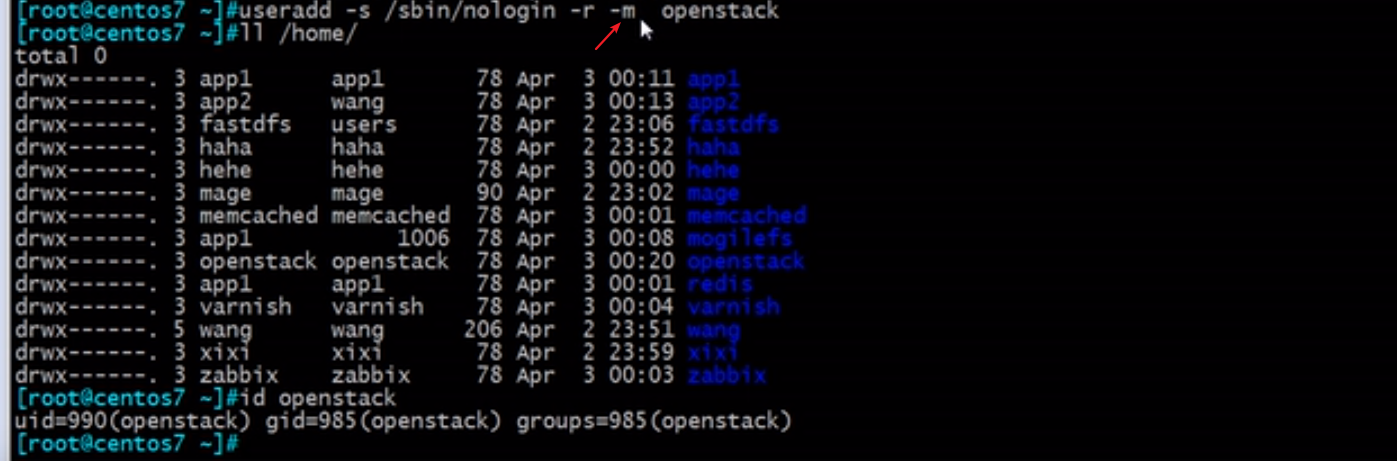 [root@centos7 ~]#useradd -s /sbin/nologin -r -m  openstack
[root@centos7 ~]#ll /home/
total 0
drwx------. 3 app1      app1       78 Apr  3 00:11 app1
drwx------. 3 app2      wang       78 Apr  3 00:13 app2
drwx------. 3 fastdfs   users      78 Apr  2 23:06 fastdfs
drwx------. 3 haha      haha       78 Apr  2 23:52 haha
drwx------. 3 hehe      hehe       78 Apr  3 00:00 hehe
drwx------. 3 mage      mage       90 Apr  2 23:02 mage
drwx------. 3 memcached memcached  78 Apr  3 00:01 memcached
drwx------. 3 app1           1006  78 Apr  3 00:08 mogilefs
drwx------. 3 openstack openstack  78 Apr  3 00:20 openstack
drwx------. 3 app1      app1       78 Apr  3 00:01 redis
drwx------. 3 varnish   varnish    78 Apr  3 00:04 varnish
drwx------. 5 wang      wang      206 Apr  2 23:51 wang
drwx------. 3 xixi      xixi       78 Apr  2 23:59 xixi
drwx------. 3 zabbix    zabbix     78 Apr  3 00:03 zabbix
[root@centos7 ~]#id openstack
uid=990(openstack) gid=985(openstack) groups=985(openstack)
[root@centos7 ~]#